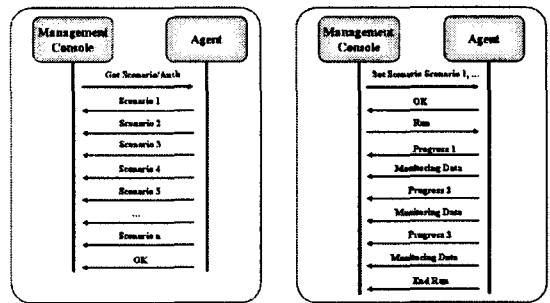 Management
Console
Agent
Get Scenario/Auth
Scenario 1
Scenario 2
Scenario 3
Scenario 4
Scenario 5
...
Scenario n
OK
Management
Console
Agent
Set Scenario Scenario 1, ...
OK
Run
Progress 1
Monitoring Data
Progress 2
Monitoring Data
Progress 3
Monitoring Data
End Run